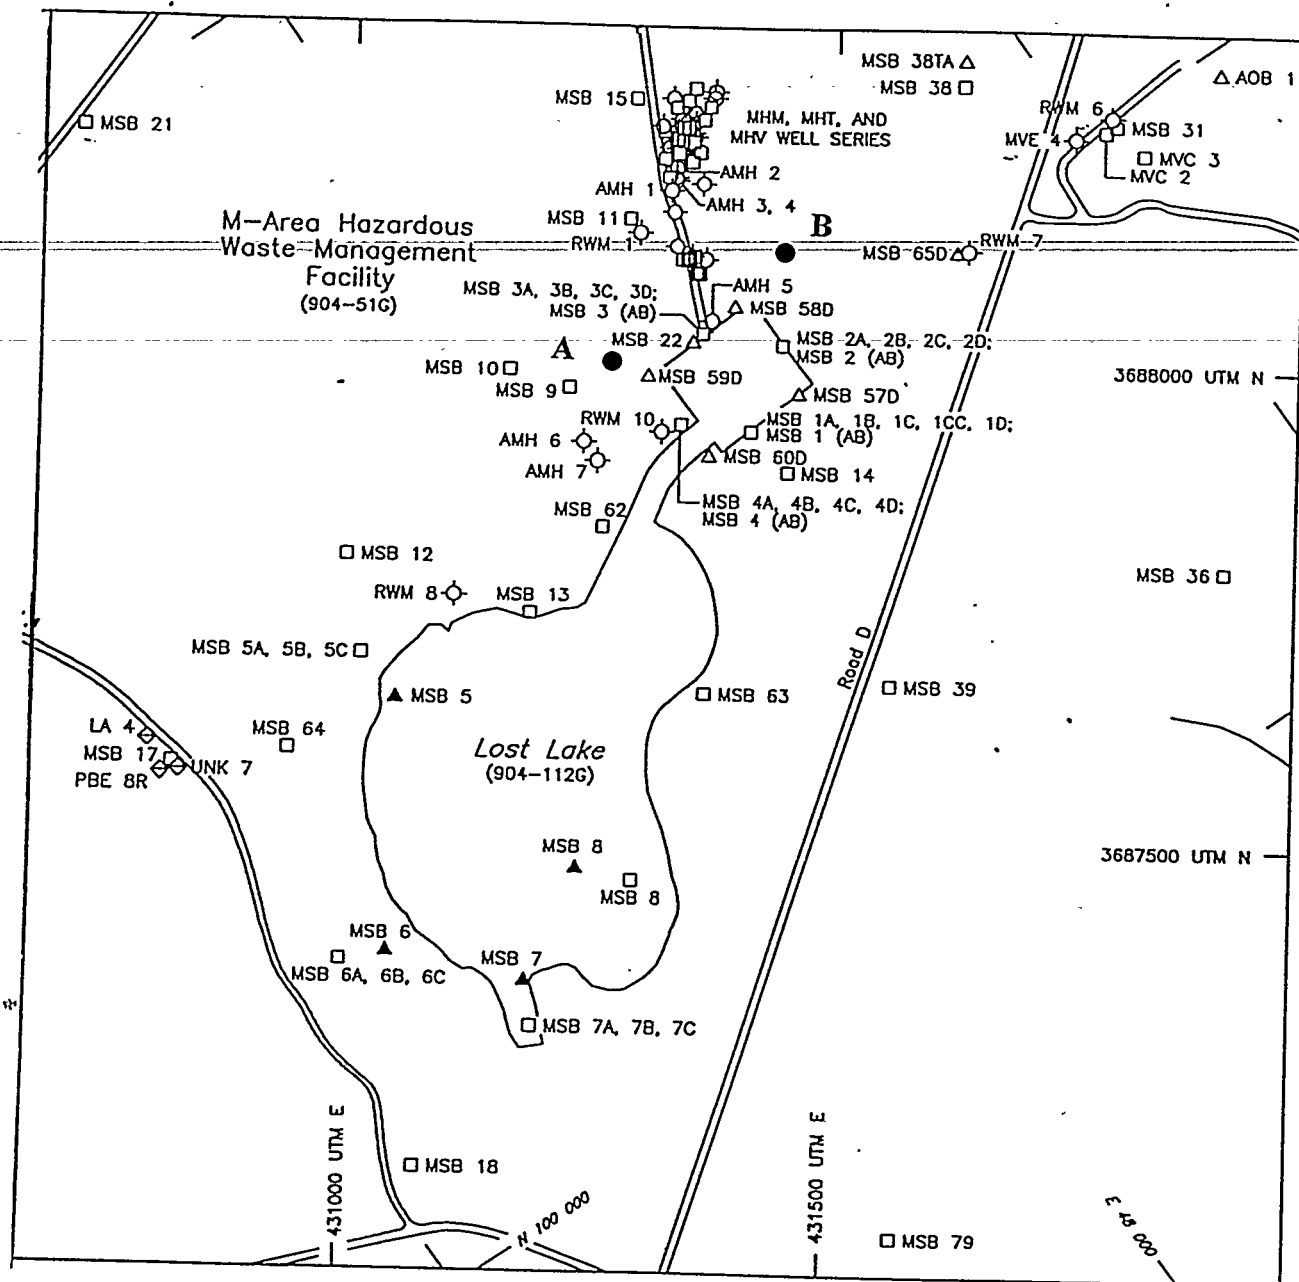 MSB 38TA
MSB 38
AOB 1
MSB 15
MSB 21
MHM, MHT, AND
MHV WELL SERIES
RWM 6
MSB 31
MVE 4
MVC 3
MVC 2
AMH 2
AMH 1
AMH 3, 4
MSB 11
M-Area Hazardous
Waste Management
Facility
(904-51G)
RWM 1
B
RWM 7
MSB 65D
MSB 3A, 3B, 3C, 3D;
MSB 3 (AB)
AMH 5
MSB 58D
MSB 22
MSB 2A, 2B, 2C, 2D;
MSB 2 (AB)
A
MSB 10
MSB 9
MSB 59D
MSB 57D
3688000 UTM N
RWM 10
MSB 1A, 1B, 1C, 1CC, 1D;
MSB 1 (AB)
AMH 6
AMH 7
MSB 60D
MSB 14
MSB 62
MSB 4A, 4B, 4C, 4D;
MSB 4 (AB)
MSB 12
MSB 36
RWM 8
MSB 13
MSB 5A, 5B, 5C
Road D
MSB 5
MSB 63
MSB 39
LA 4
MSB 64
MSB 17
UNK 7
PBE 8R
Lost Lake
(904-112G)
MSB 8
3687500 UTM N
MSB 8
MSB 6
MSB 6A, 6B, 6C
MSB 7
MSB 7A, 7B, 7C
431000 UTM E
431500 UTM E
MSB 18
N 100 000
E 48 000
MSB 79